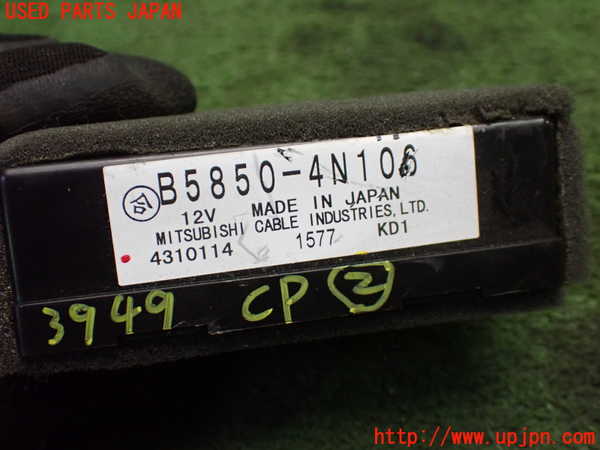 USED PARTS JAPAN
B5850-4N106
12V MADE IN JAPAN
MITSUBISHI CABLE INDUSTRIES, LTD.
4310114 1577 KD1
3949 CP 2
http://www.upjpn.com/